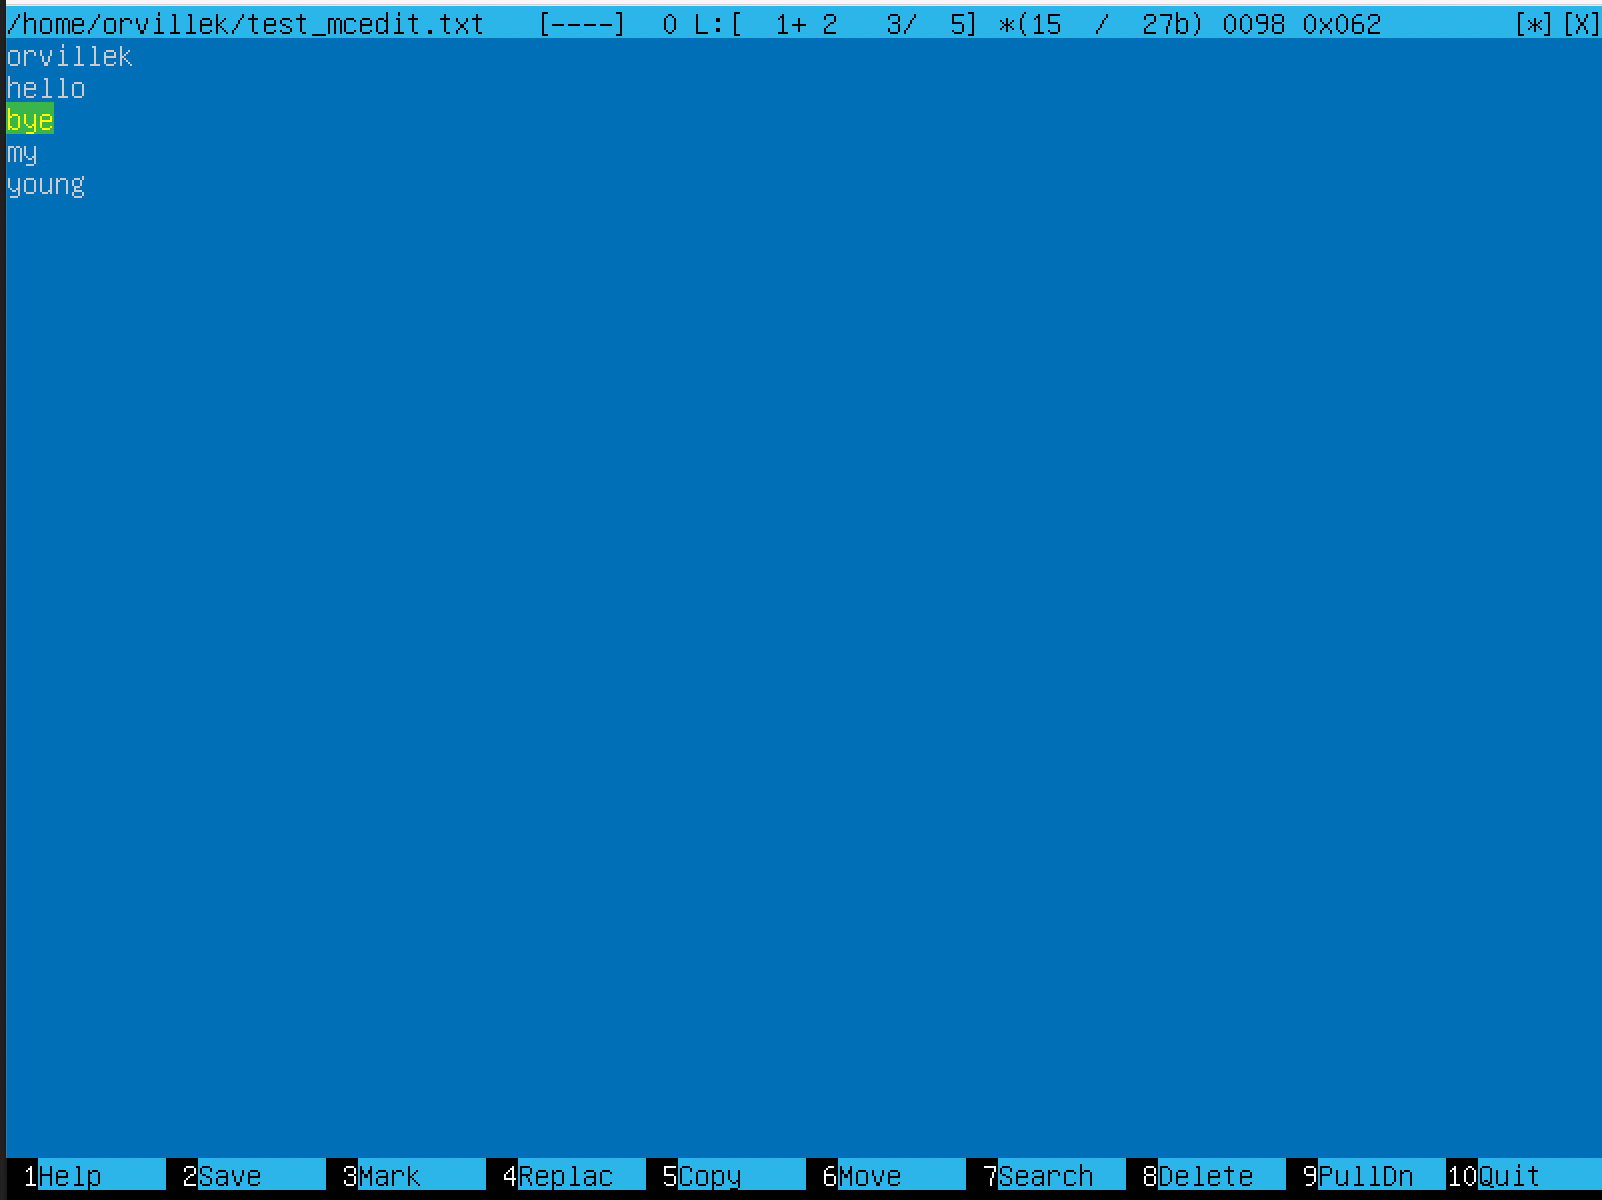 /home/orvillek/test_mcedit.txt   [----]  0 L:[  1+ 2   3/  5] *(15  /  27b) 0098 0x062        [*][X]
orvillek
hello
bye
my
young
1Help   2Save   3Mark   4Replac   5Copy   6Move   7Search   8Delete   9PullDn   10Quit